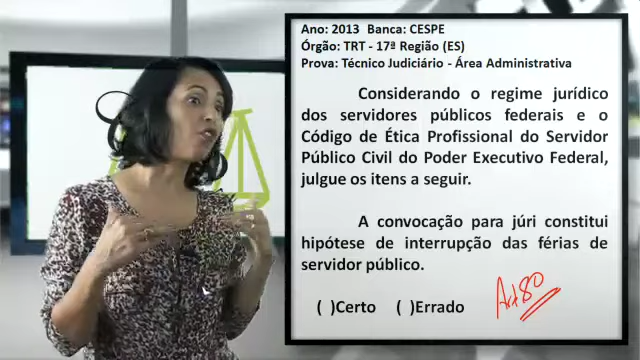 Ano: 2013 Banca: CESPE
Órgão: TRT - 17ª Região (ES)
Prova: Técnico Judiciário - Área Administrativa
Considerando o regime jurídico
dos servidores públicos federais e o
Código de Ética Profissional do Servidor
Público Civil do Poder Executivo Federal,
julgue os itens a seguir.
A convocação para júri constitui
hipótese de interrupção das férias de
servidor público.
( )Certo ( )Errado
Art 80